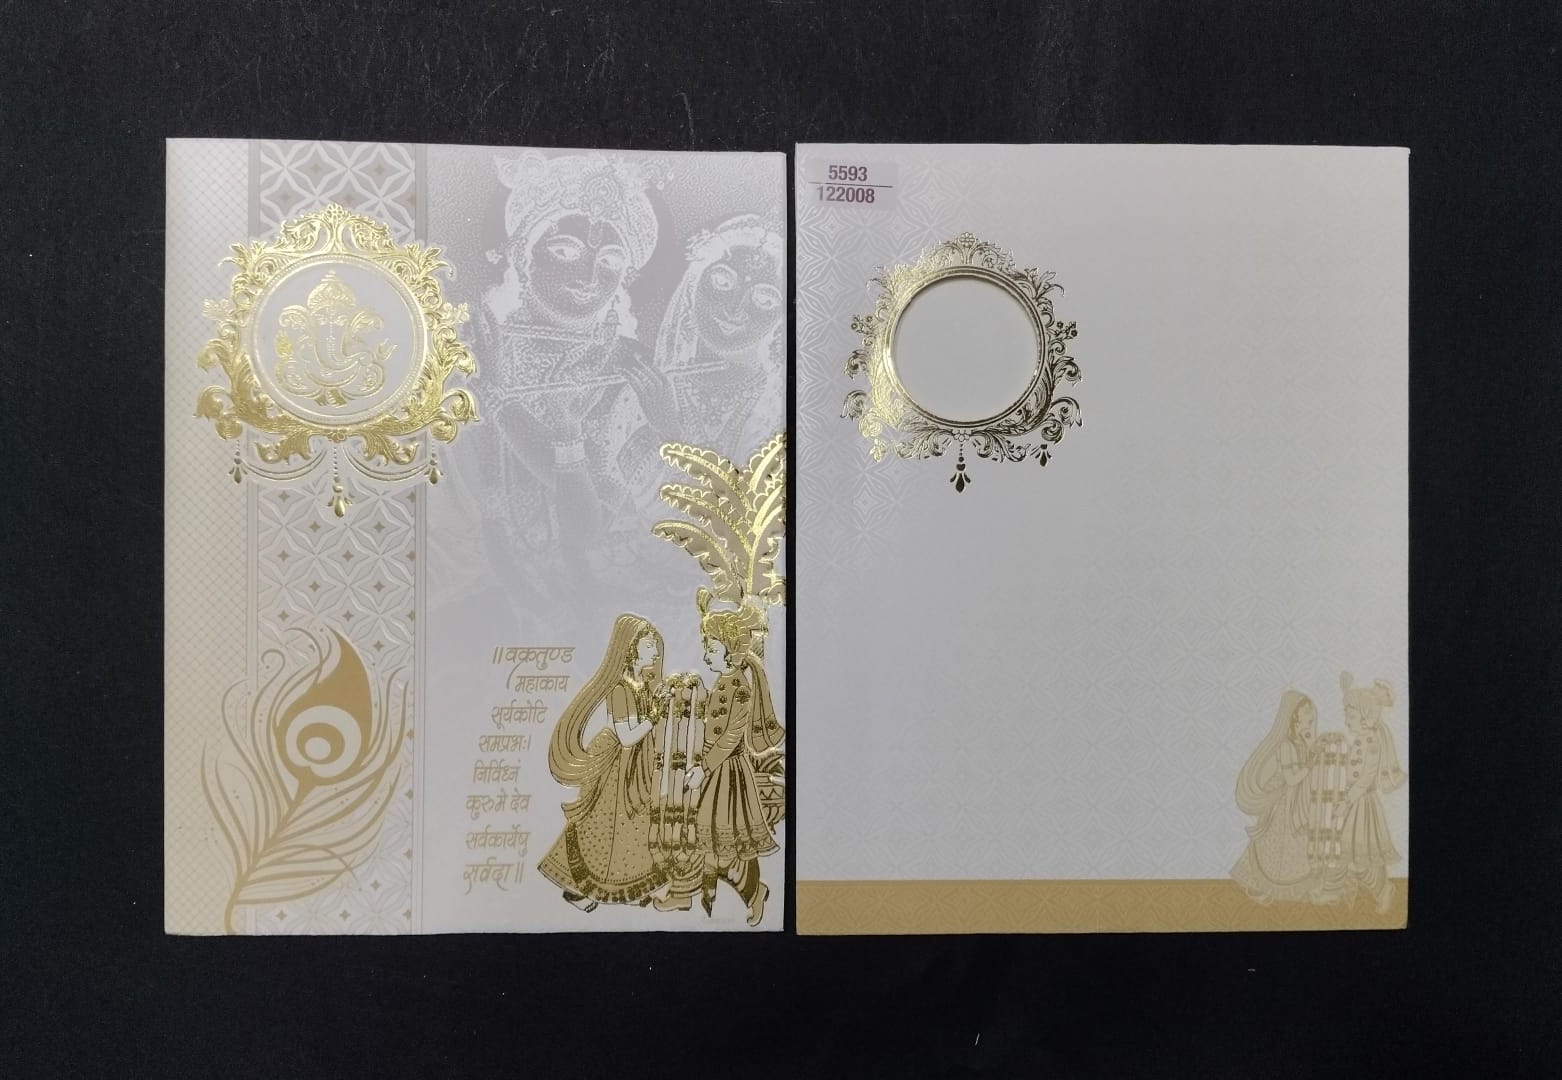 5593
122008
।। वक्रतुण्ड
महाकाय
सूर्यकोटि
समप्रभः।
निर्विध्नं
कुरुमे देव
सर्वकार्येषु
सर्वदा ।।